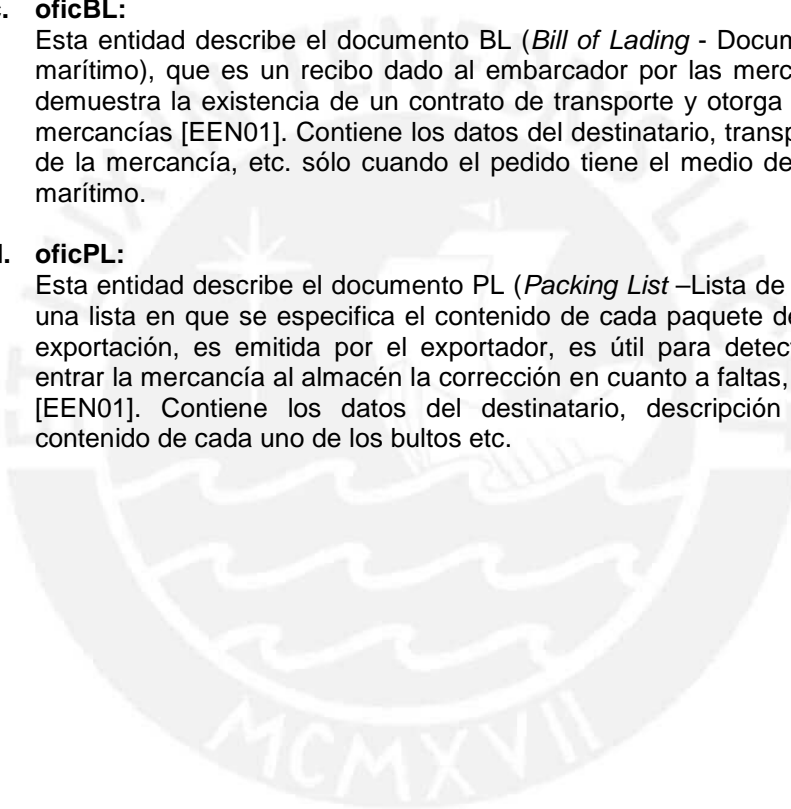 c. oficBL:
Esta entidad describe el documento BL (Bill of Lading - Docum
marítimo), que es un recibo dado al embarcador por las merc
demuestra la existencia de un contrato de transporte y otorga
mercancías [EEN01]. Contiene los datos del destinatario, transp
de la mercancía, etc. sólo cuando el pedido tiene el medio de
marítimo.
d. oficPL:
Esta entidad describe el documento PL (Packing List –Lista de
una lista en que se especifica el contenido de cada paquete de
exportación, es emitida por el exportador, es útil para detect
entrar la mercancía al almacén la corrección en cuanto a faltas,
[EEN01]. Contiene los datos del destinatario, descripción
contenido de cada uno de los bultos etc.
ET LUX IN TENEBRIS LUCET
MCMXVII